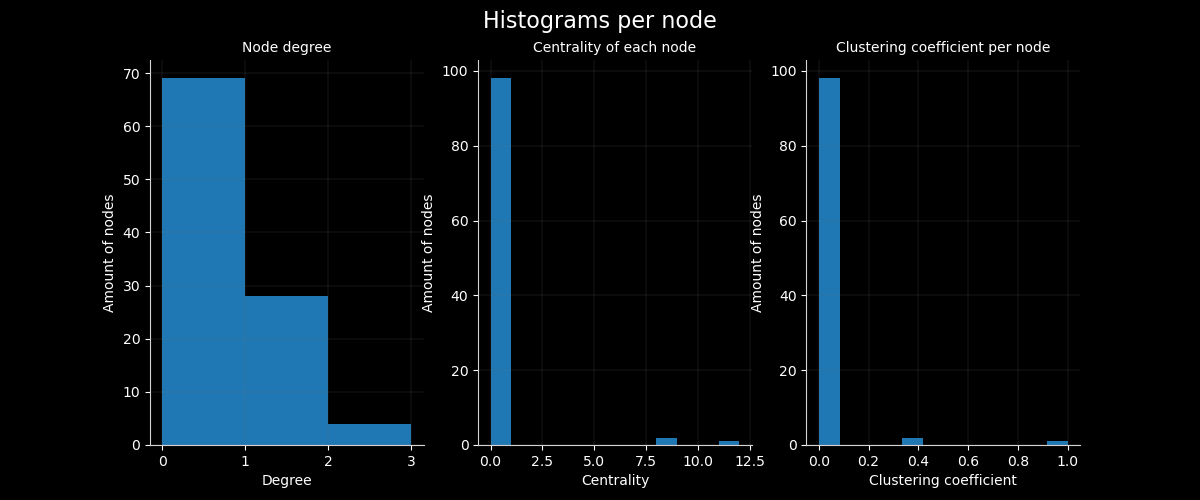 Histograms per node
Node degree
Amount of nodes
70
60
50
40
30
20
10
0
0 1 2 3
Degree
Centrality of each node
Amount of nodes
100
80
60
40
20
0
0.0 2.5 5.0 7.5 10.0 12.5
Centrality
Clustering coefficient per node
Amount of nodes
100
80
60
40
20
0
0.0 0.2 0.4 0.6 0.8 1.0
Clustering coefficient